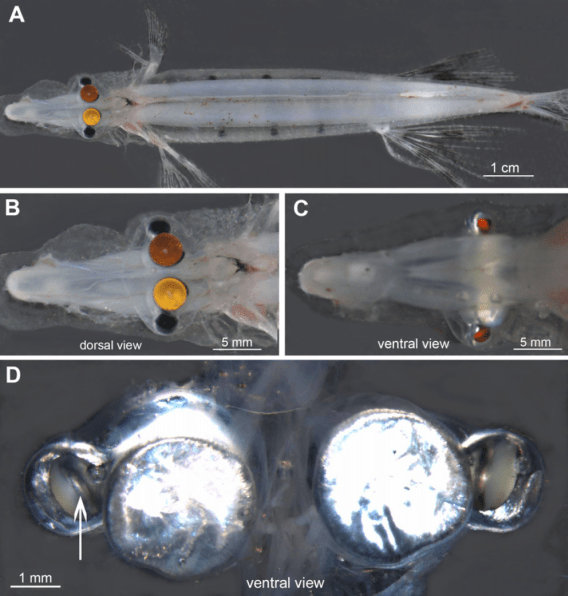 A
1 cm
B
C
dorsal view
5 mm
ventral view
5 mm
D
1 mm
ventral view